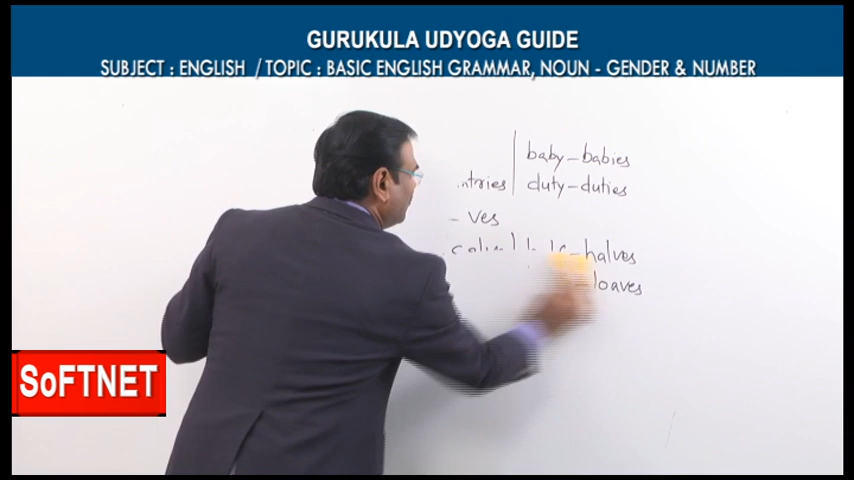 GURUKULA UDYOGA GUIDE
SUBJECT : ENGLISH / TOPIC : BASIC ENGLISH GRAMMAR, NOUN - GENDER & NUMBER
baby – babies
ntries duty – duties
– ves
– halves
– loaves
SoFTNET